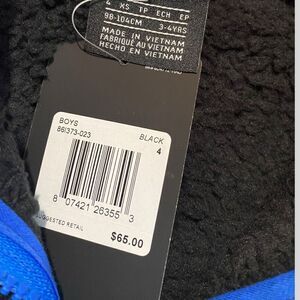 4 XS TP ECH EP
98-104CM 3-4YRS
MADE IN VIETNAM
FABRIQUÉ AU VIETNAM
HECHO EN VIETNAM
BOYS
86I373-023
BLACK
4
8 07421 26355 3
SUGGESTED RETAIL
$65.00